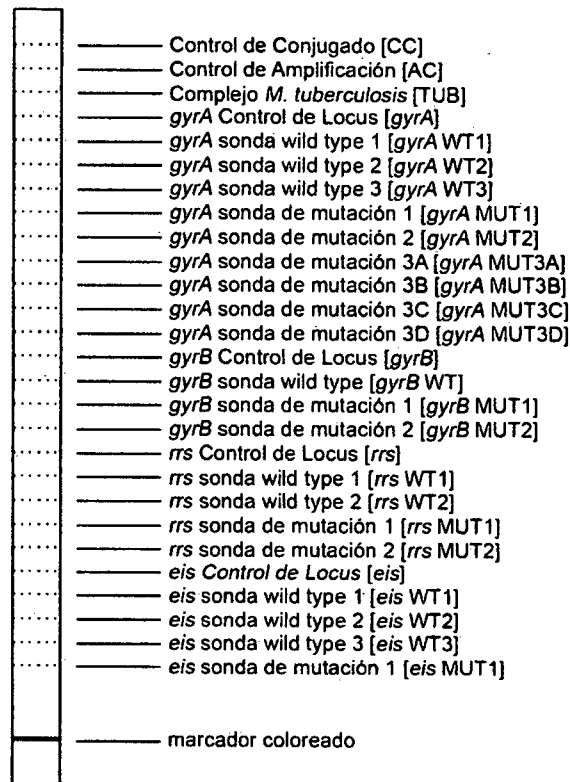 Control de Conjugado [CC]
Control de Amplificación [AC]
Complejo M. tuberculosis [TUB]
gyrA Control de Locus [gyrA]
gyrA sonda wild type 1 [gyrA WT1]
gyrA sonda wild type 2 [gyrA WT2]
gyrA sonda wild type 3 [gyrA WT3]
gyrA sonda de mutación 1 [gyrA MUT1]
gyrA sonda de mutación 2 [gyrA MUT2]
gyrA sonda de mutación 3A [gyrA MUT3A]
gyrA sonda de mutación 3B [gyrA MUT3B]
gyrA sonda de mutación 3C [gyrA MUT3C]
gyrA sonda de mutación 3D [gyrA MUT3D]
gyrB Control de Locus [gyrB]
gyrB sonda wild type [gyrB WT]
gyrB sonda de mutación 1 [gyrB MUT1]
gyrB sonda de mutación 2 [gyrB MUT2]
rrs Control de Locus [rrs]
rrs sonda wild type 1 [rrs WT1]
rrs sonda wild type 2 [rrs WT2]
rrs sonda de mutación 1 [rrs MUT1]
rrs sonda de mutación 2 [rrs MUT2]
eis Control de Locus [eis]
eis sonda wild type 1 [eis WT1]
eis sonda wild type 2 [eis WT2]
eis sonda wild type 3 [eis WT3]
eis sonda de mutación 1 [eis MUT1]
marcador coloreado